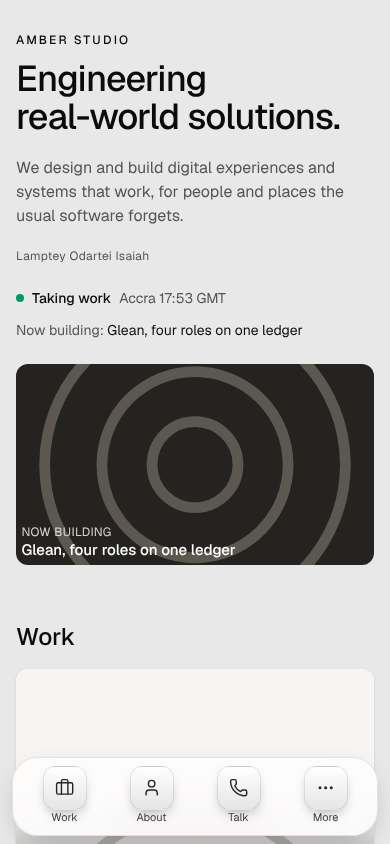 AMBER STUDIO
Engineering
real-world solutions.
We design and build digital experiences and
systems that work, for people and places the
usual software forgets.
Lamptey Odartei Isaiah
Taking work Accra 17:53 GMT
Now building: Glean, four roles on one ledger
NOW BUILDING
Glean, four roles on one ledger
Work
Work About Talk More